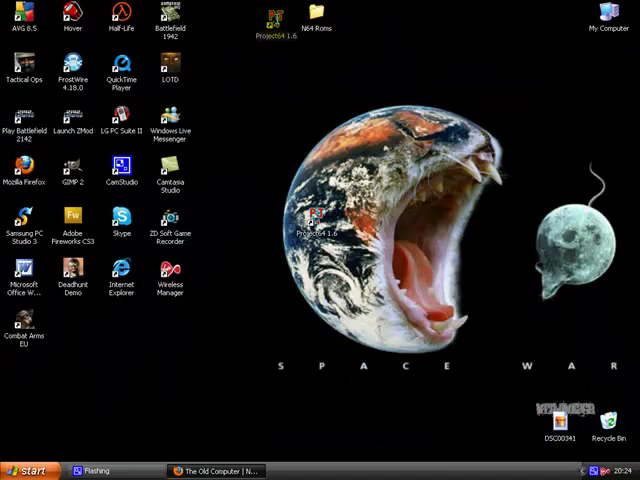 AVG 8.5
Hover
Half-Life
Battlefield
1942
Project64 1.6
N64 Roms
My Computer
Tactical Ops
FrostWire
4.18.0
QuickTime
Player
LOTD
Play Battlefield
2142
Launch ZMod
LG PC Suite II
Windows Live
Messenger
Mozilla Firefox
GIMP 2
CamStudio
Camtasia
Studio
Project64 1.6
Samsung PC
Studio 3
Adobe
Fireworks CS3
Skype
ZD Soft Game
Recorder
Microsoft
Office W...
Deadhunt
Demo
Internet
Explorer
Wireless
Manager
Combat Arms
EU
SPACE WAR
DSC00341
Recycle Bin
start
Flashing
The Old Computer | N...
20:24